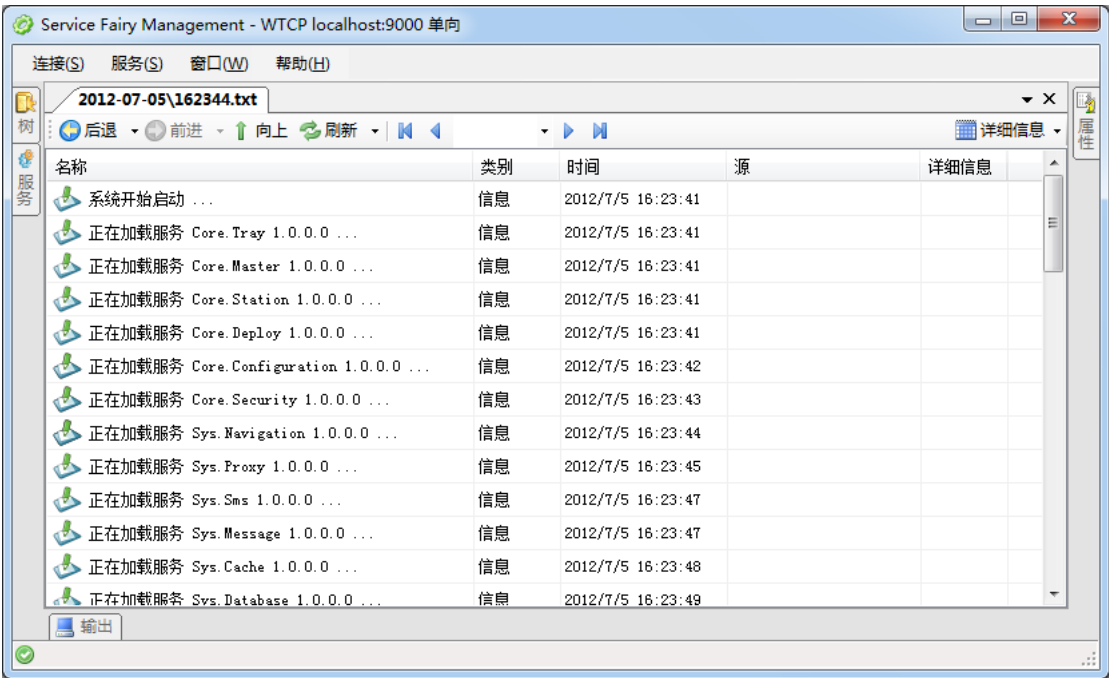 Service Fairy Management - WTCP localhost:9000 单向
连接(S) 服务(S) 窗口(W) 帮助(H)
树
服务
2012-07-05\162344.txt
后退 前进 向上 刷新 详细信息
属性
名称 类别 时间 源 详细信息
系统开始启动 ... 信息 2012/7/5 16:23:41
正在加载服务 Core.Tray 1.0.0.0 ... 信息 2012/7/5 16:23:41
正在加载服务 Core.Master 1.0.0.0 ... 信息 2012/7/5 16:23:41
正在加载服务 Core.Station 1.0.0.0 ... 信息 2012/7/5 16:23:41
正在加载服务 Core.Deploy 1.0.0.0 ... 信息 2012/7/5 16:23:41
正在加载服务 Core.Configuration 1.0.0.0 ... 信息 2012/7/5 16:23:42
正在加载服务 Core.Security 1.0.0.0 ... 信息 2012/7/5 16:23:43
正在加载服务 Sys.Navigation 1.0.0.0 ... 信息 2012/7/5 16:23:44
正在加载服务 Sys.Proxy 1.0.0.0 ... 信息 2012/7/5 16:23:45
正在加载服务 Sys.Sms 1.0.0.0 ... 信息 2012/7/5 16:23:47
正在加载服务 Sys.Message 1.0.0.0 ... 信息 2012/7/5 16:23:47
正在加载服务 Sys.Cache 1.0.0.0 ... 信息 2012/7/5 16:23:48
正在加载服务 Sys.Database 1.0.0.0 ... 信息 2012/7/5 16:23:49
输出